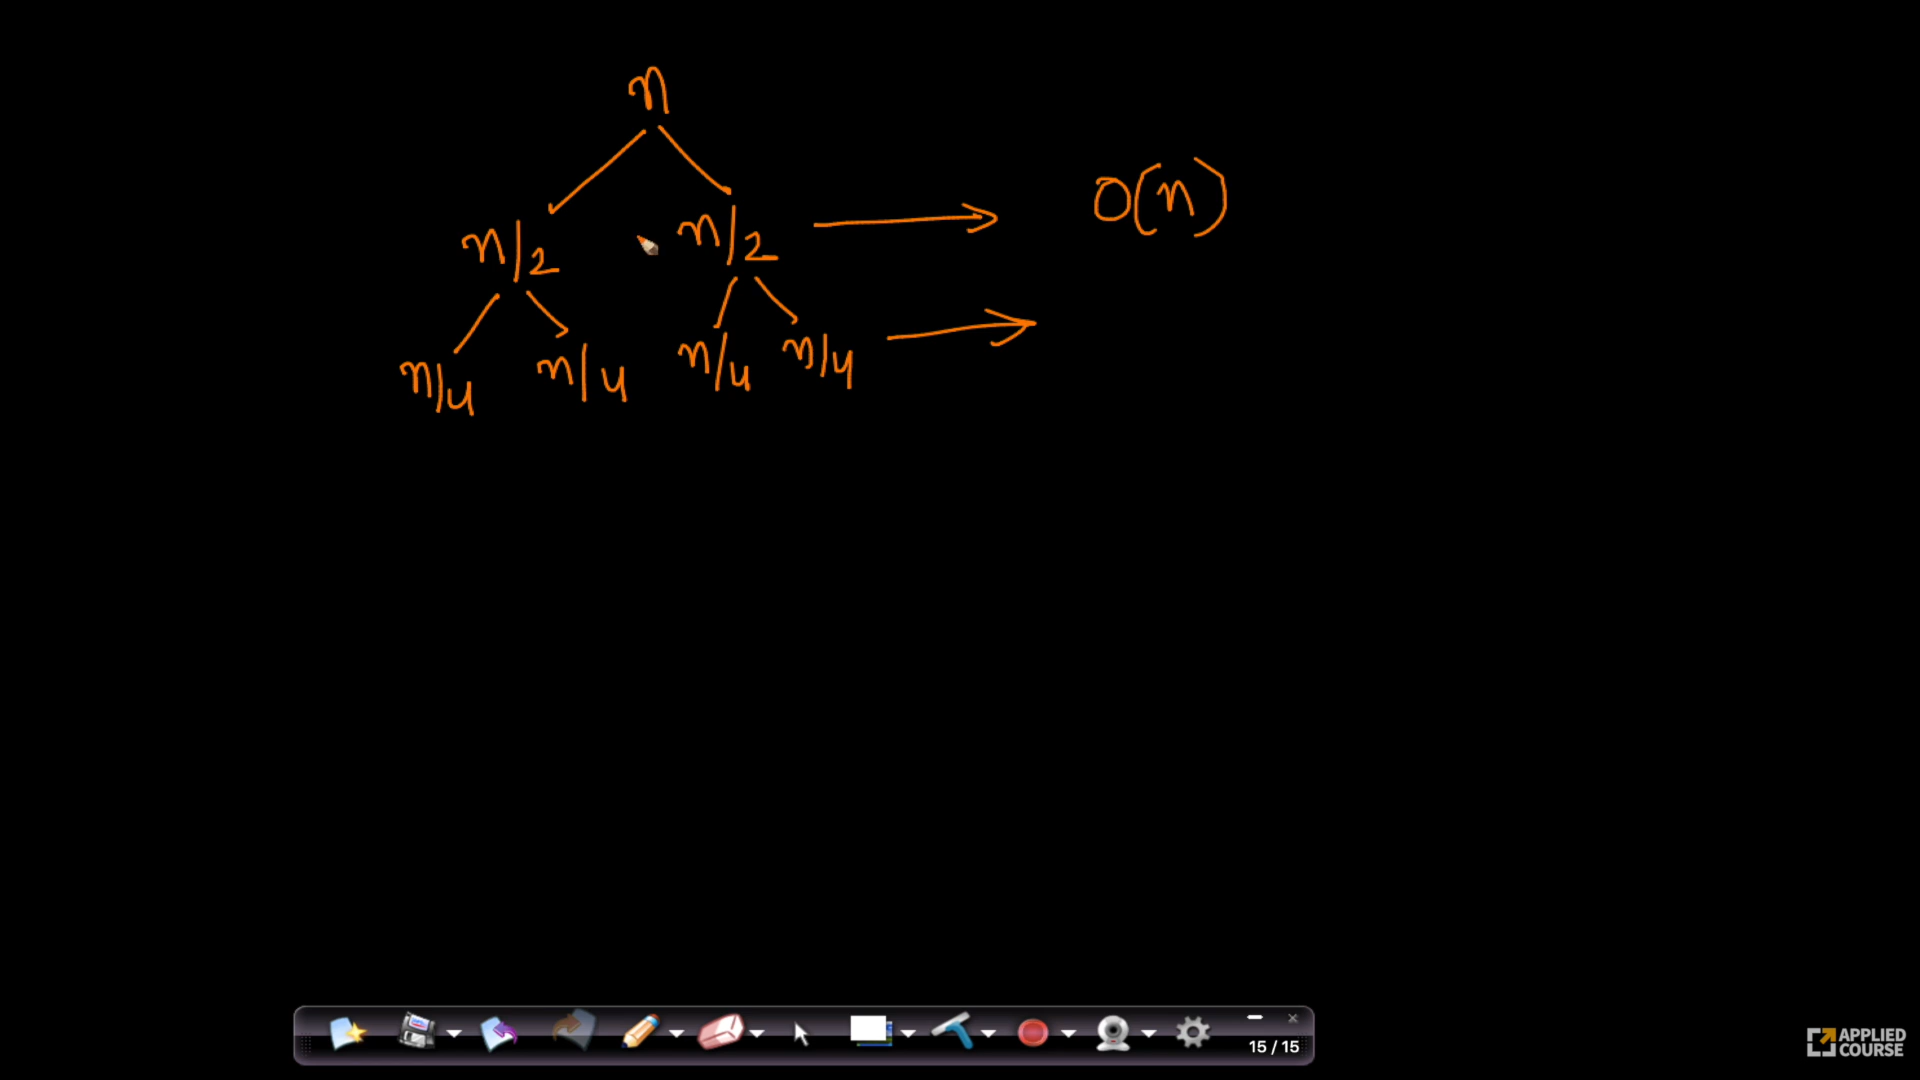 n
n/2 n/2 O(n)
n/4 n/4 n/4 n/4
15 / 15
APPLIED
COURSE